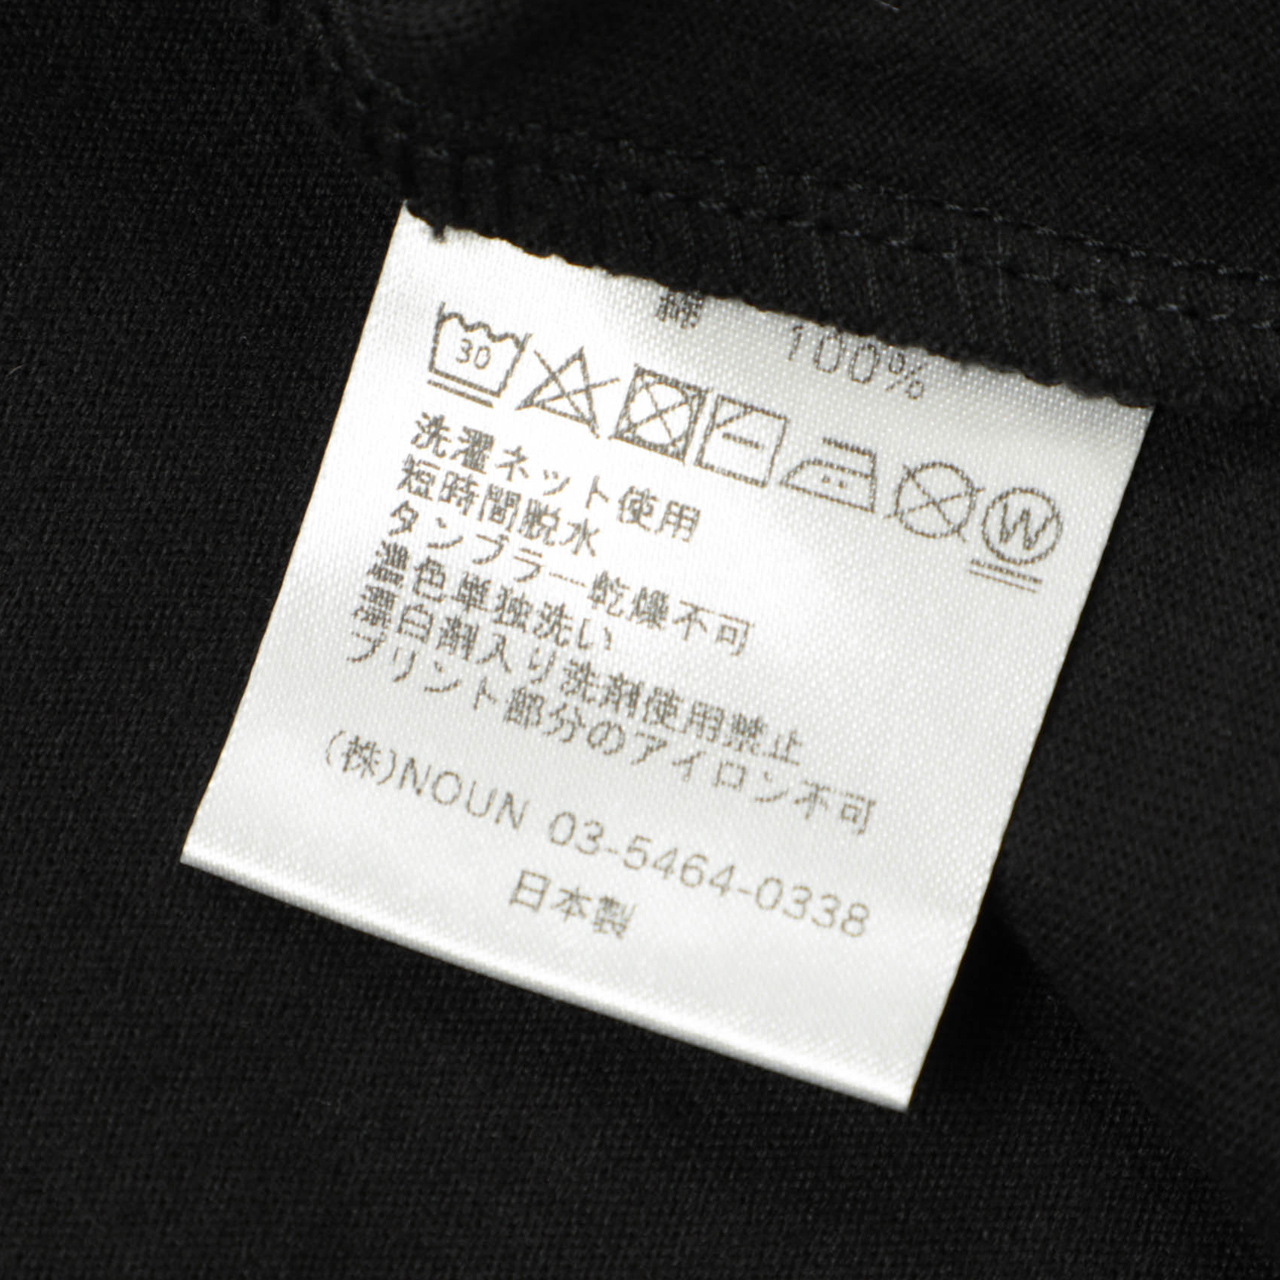 綿 100%
30
W
洗濯ネット使用
短時間脱水
タンブラー乾燥不可
濃色単独洗い
漂白剤入り洗剤使用禁止
プリント部分のアイロン不可
(株)NOUN 03-5464-0338
日本製